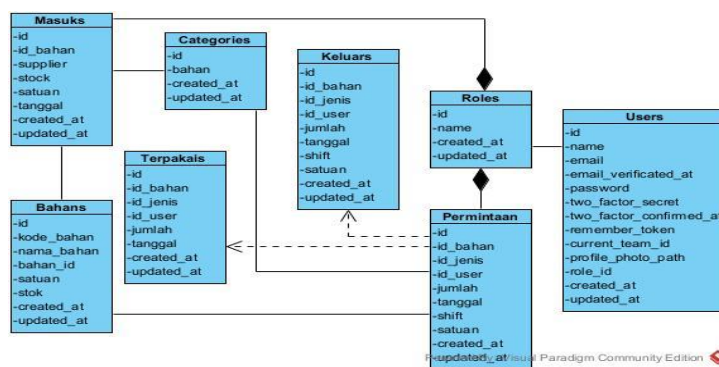 Masuks
-id
-id_bahan
-supplier
-stock
-satuan
-tanggal
-created_at
-updated_at
Categories
-id
-bahan
-created_at
-updated_at
Keluars
-id
-id_bahan
-id_jenis
-id_user
-jumlah
-tanggal
-shift
-satuan
-created_at
-updated_at
Roles
-id
-name
-created_at
-updated_at
Users
-id
-name
-email
-email_verificated_at
-password
-two_factor_secret
-two_factor_confirmed_at
-remember_token
-current_team_id
-profile_photo_path
-role_id
-created_at
-updated_at
Terpakais
-id
-id_bahan
-id_jenis
-id_user
-jumlah
-tanggal
-created_at
-updated_at
Bahans
-id
-kode_bahan
-nama_bahan
-bahan_id
-satuan
-stok
-created_at
-updated_at
Permintaan
-id
-id_bahan
-id_jenis
-id_user
-jumlah
-tanggal
-shift
-satuan
-created_at
-updated_at
Visual Paradigm Community Edition